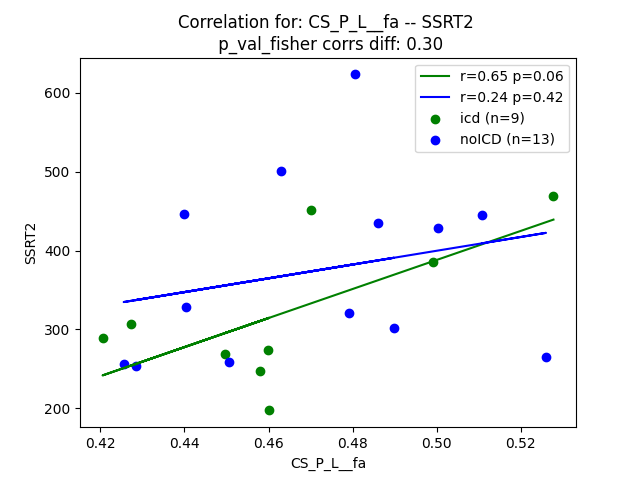 Correlation for: CS_P_L__fa -- SSRT2
p_val_fisher corrs diff: 0.30
r=0.65 p=0.06
r=0.24 p=0.42
icd (n=9)
noICD (n=13)
SSRT2
600
500
400
300
200
0.42 0.44 0.46 0.48 0.50 0.52
CS_P_L__fa